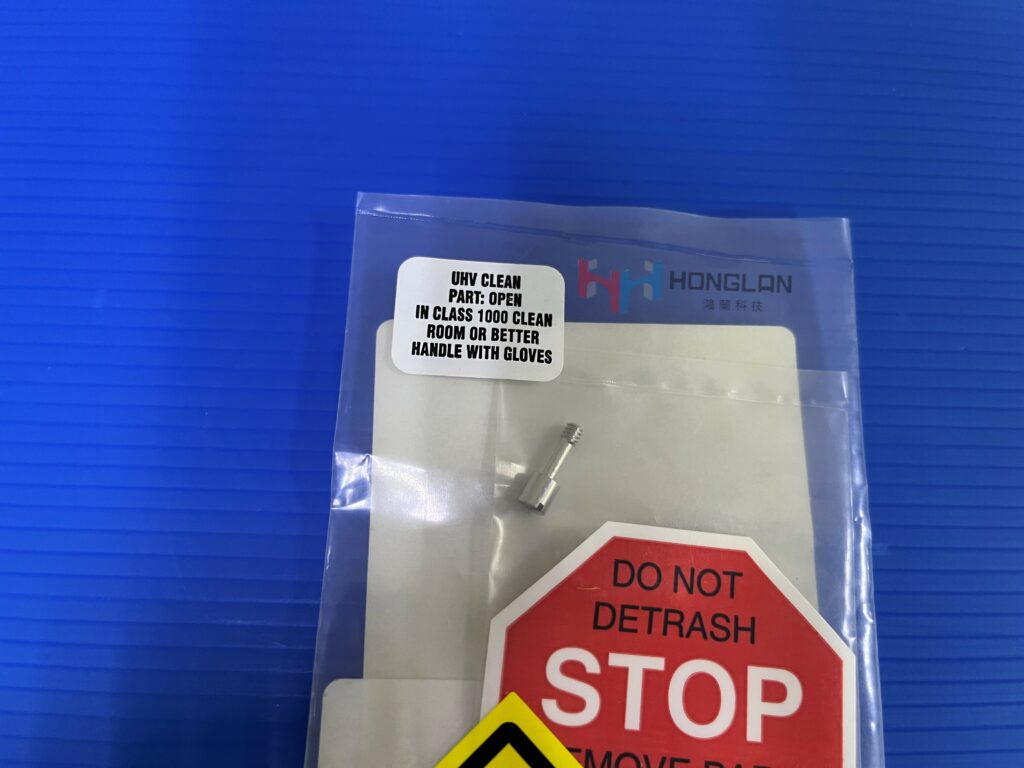 UHV CLEAN
PART: OPEN
IN CLASS 1000 CLEAN
ROOM OR BETTER
HANDLE WITH GLOVES
HONGLAN
鴻蘭科技
DO NOT
DETRASH
STOP